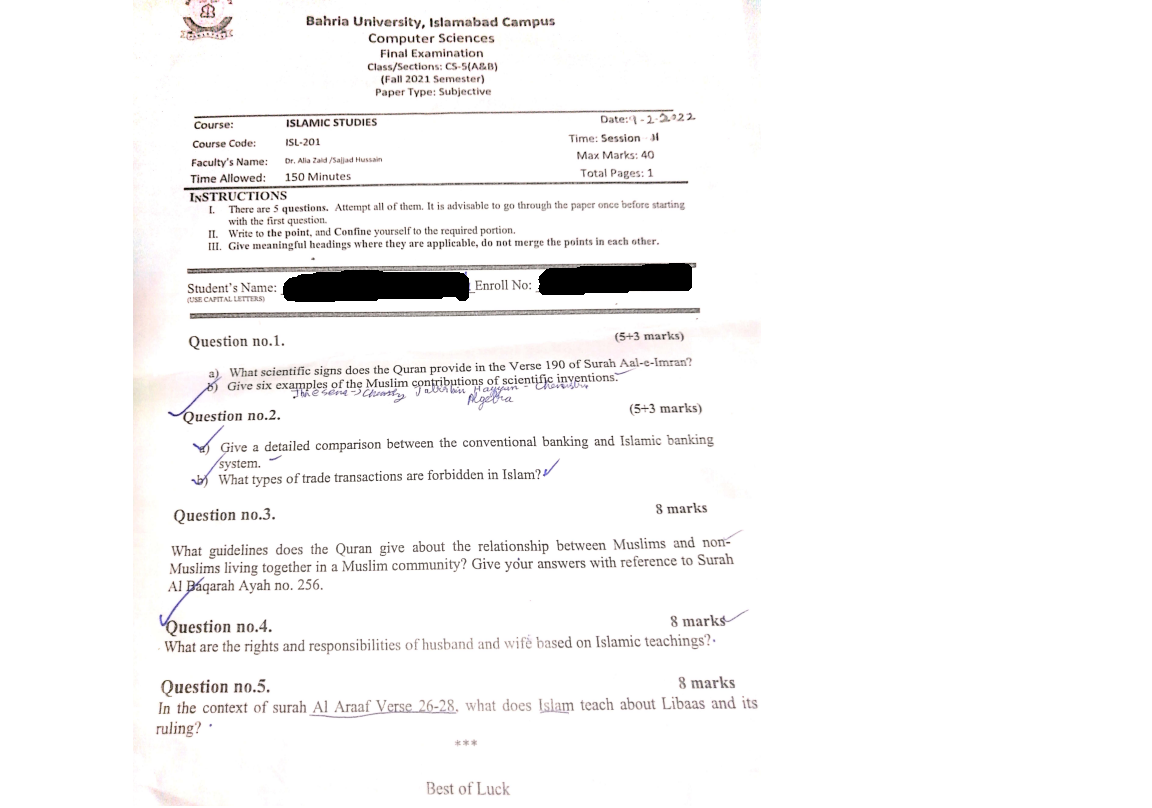 Bahria University, Islamabad Campus
Computer Sciences
Final Examination
Class/Sections: CS-5(A&B)
(Fall 2021 Semester)
Paper Type: Subjective
Course: ISLAMIC STUDIES Date: 1-2-2022
Course Code: ISL-201 Time: Session II
Faculty's Name: Dr. Alia Zaid /Sajjad Hussain Max Marks: 40
Time Allowed: 150 Minutes Total Pages: 1
INSTRUCTIONS
I. There are 5 questions. Attempt all of them. It is advisable to go through the paper once before starting
with the first question.
II. Write to the point, and Confine yourself to the required portion.
III. Give meaningful headings where they are applicable, do not merge the points in each other.
Student's Name: Enroll No:
(USE CAPITAL LETTERS)
Question no.1. (5+3 marks)
a) What scientific signs does the Quran provide in the Verse 190 of Surah Aal-e-Imran?
b) Give six examples of the Muslim contributions of scientific inventions.
Hayyan - Chemistry
Algebra
Question no.2. (5+3 marks)
a) Give a detailed comparison between the conventional banking and Islamic banking
system.
b) What types of trade transactions are forbidden in Islam?
Question no.3. 8 marks
What guidelines does the Quran give about the relationship between Muslims and non-
Muslims living together in a Muslim community? Give your answers with reference to Surah
Al Baqarah Ayah no. 256.
Question no.4. 8 marks
What are the rights and responsibilities of husband and wife based on Islamic teachings?
Question no.5. 8 marks
In the context of surah Al Araaf Verse 26-28, what does Islam teach about Libaas and its
ruling?
***
Best of Luck